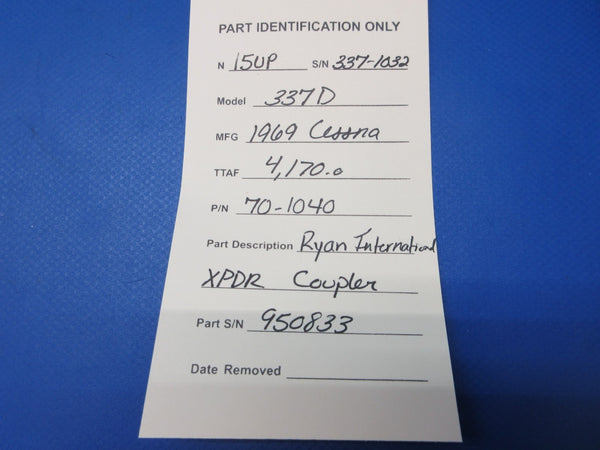 PART IDENTIFICATION ONLY
N 15UP S/N 337-1032
Model 337D
MFG 1969 Cessna
TTAF 4,170.0
P/N 70-1040
Part Description Ryan International
XPDR Coupler
Part S/N 950833
Date Removed